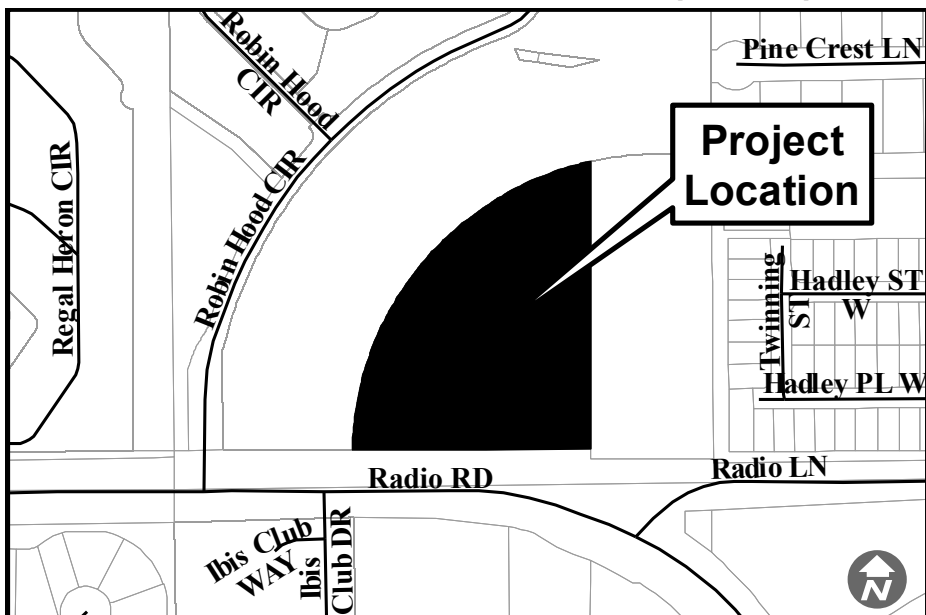 Robin Hood
CIR
Pine Crest LN
Project
Location
Regal Heron CIR
Robin Hood CIR
Twinning
ST
Hadley ST
W
Hadley PL W
Radio RD
Radio LN
Ibis Club
WAY
Ibis
Club DR
N